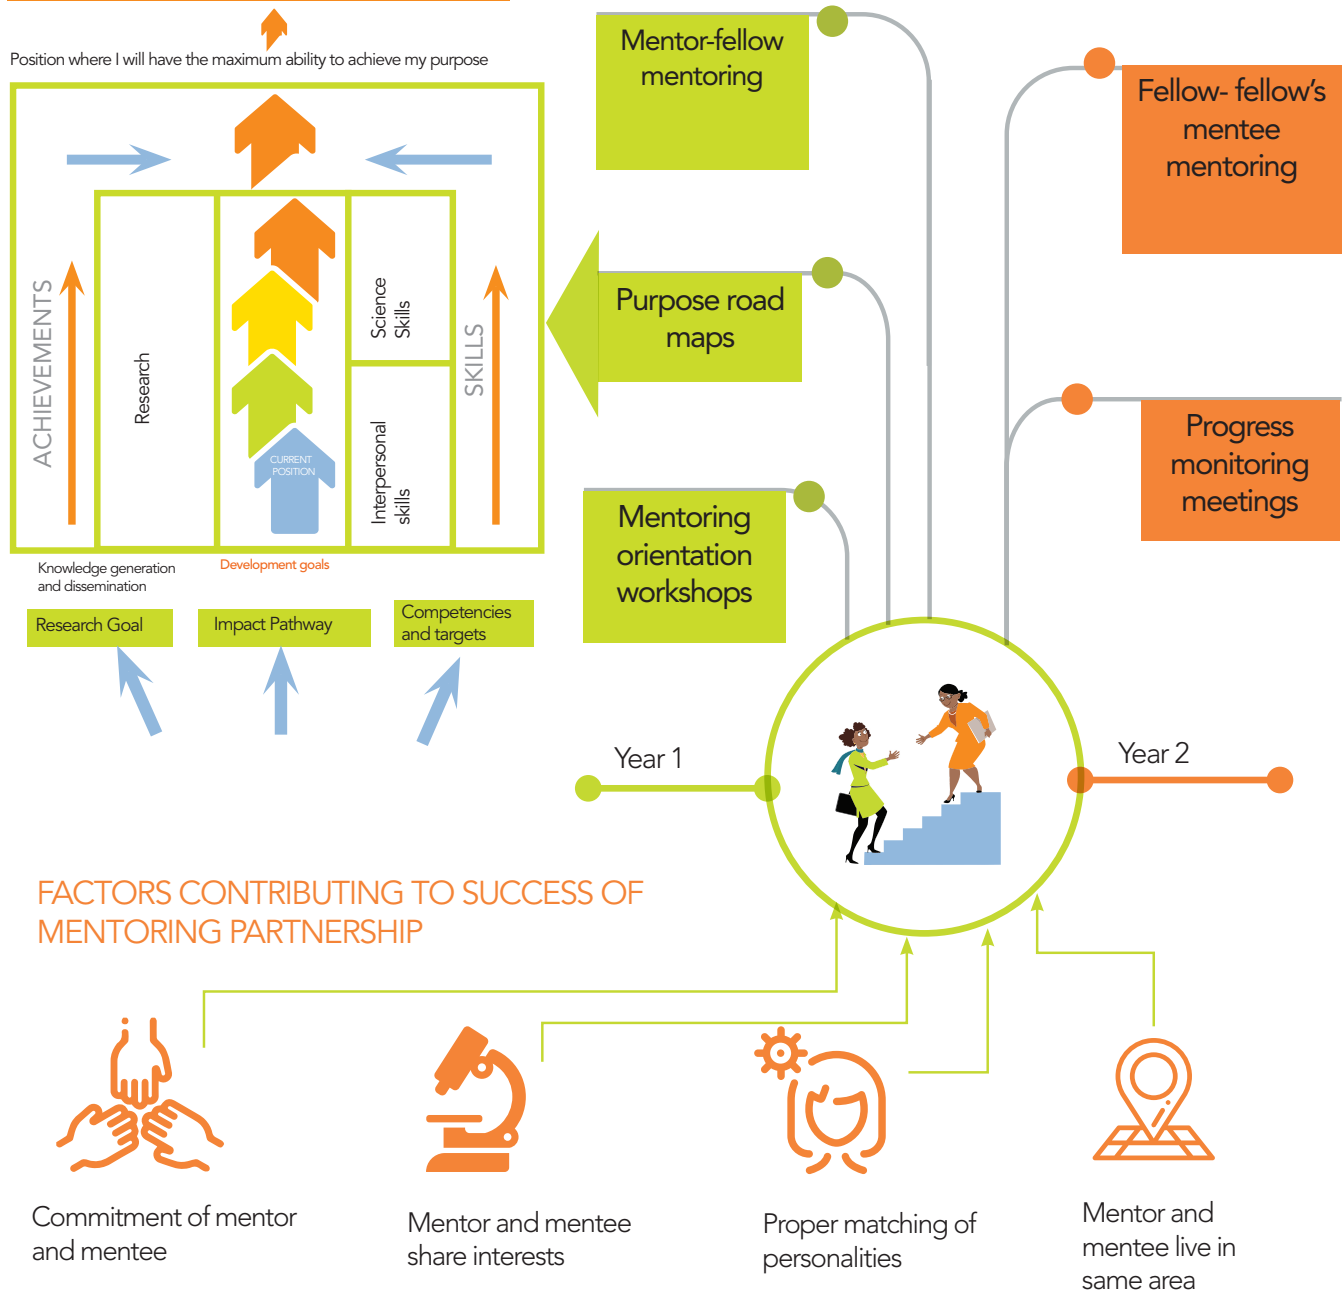 Position where I will have the maximum ability to achieve my purpose
ACHIEVEMENTS
Research
CURRENT
POSITION
Science
Skills
Interpersonal
skills
SKILLS
Knowledge generation
and dissemination
Development goals
Research Goal
Impact Pathway
Competencies
and targets
Mentor-fellow
mentoring
Purpose road
maps
Mentoring
orientation
workshops
Fellow- fellow's
mentee
mentoring
Progress
monitoring
meetings
Year 1
Year 2
FACTORS CONTRIBUTING TO SUCCESS OF
MENTORING PARTNERSHIP
Commitment of mentor
and mentee
Mentor and mentee
share interests
Proper matching of
personalities
Mentor and
mentee live in
same area